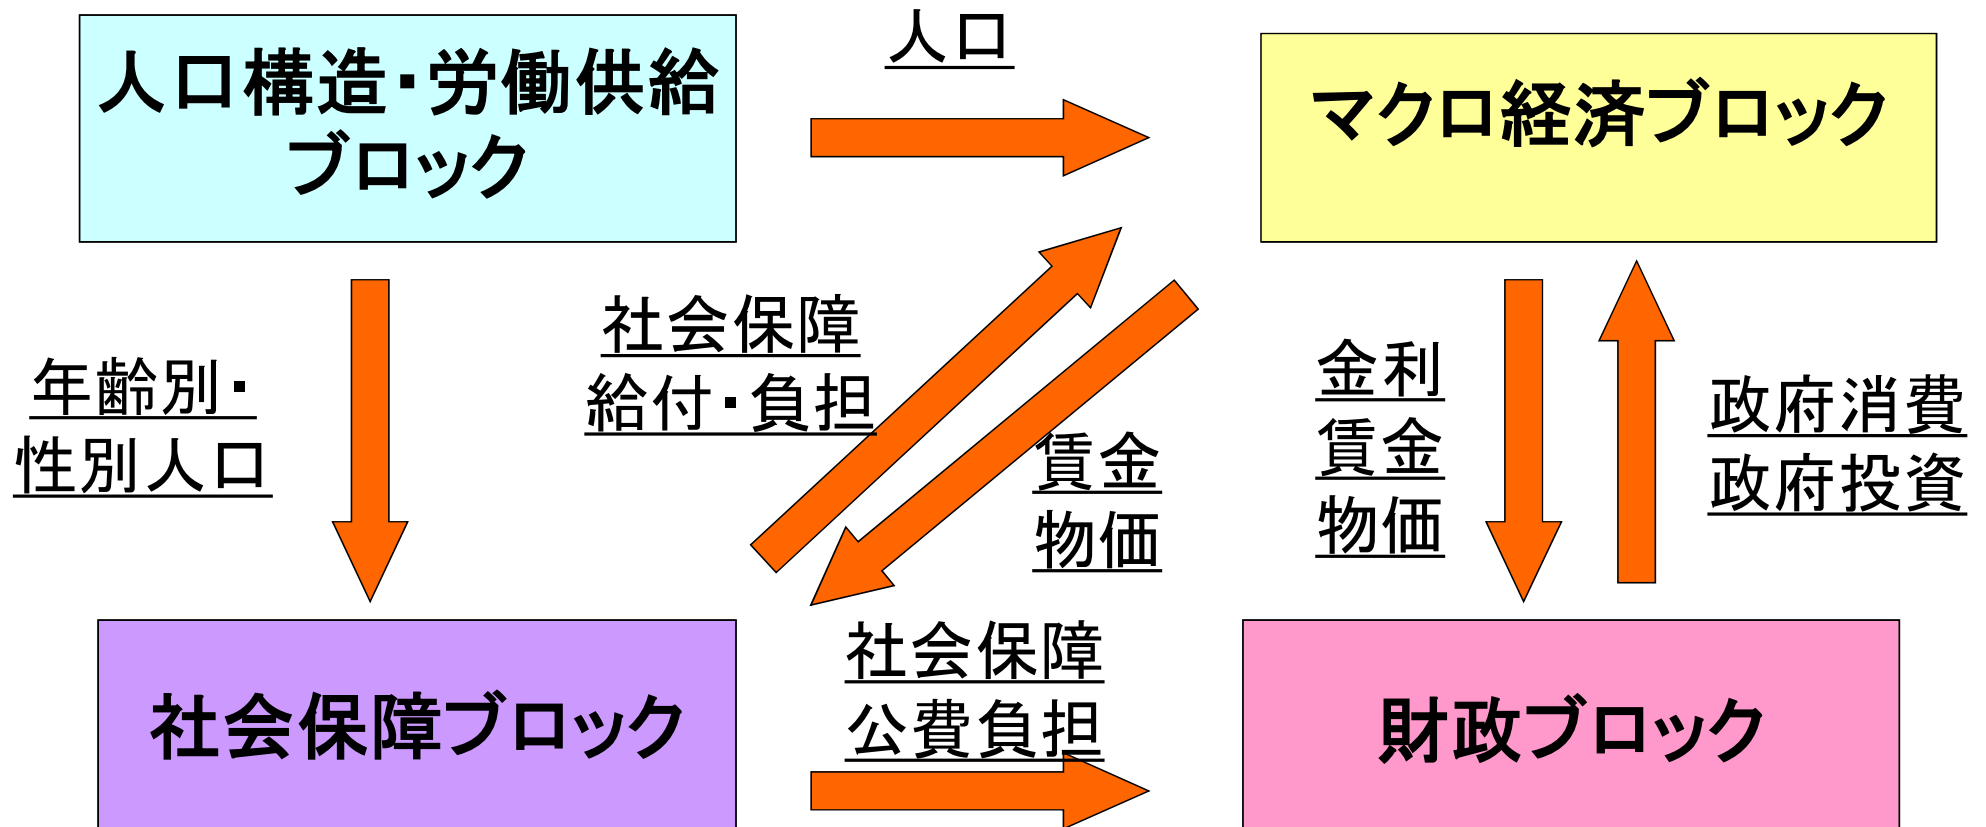 人口構造・労働供給
ブロック
人口
マクロ経済ブロック
年齢別・
性別人口
社会保障
給付・負担
賃金
物価
金利
賃金
物価
政府消費
政府投資
社会保障ブロック
社会保障
公費負担
財政ブロック